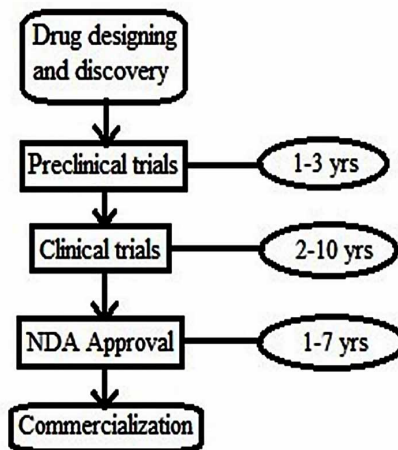 Drug designing
and discovery
Preclinical trials
1-3 yrs
Clinical trials
2-10 yrs
NDA Approval
1-7 yrs
Commercialization